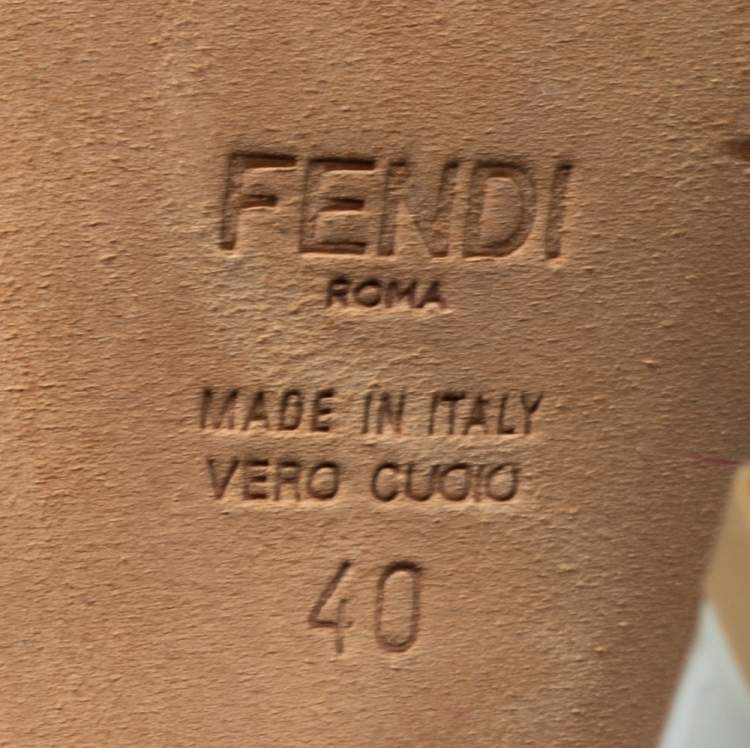 FENDI
ROMA
MADE IN ITALY
VERO CUOIO
40